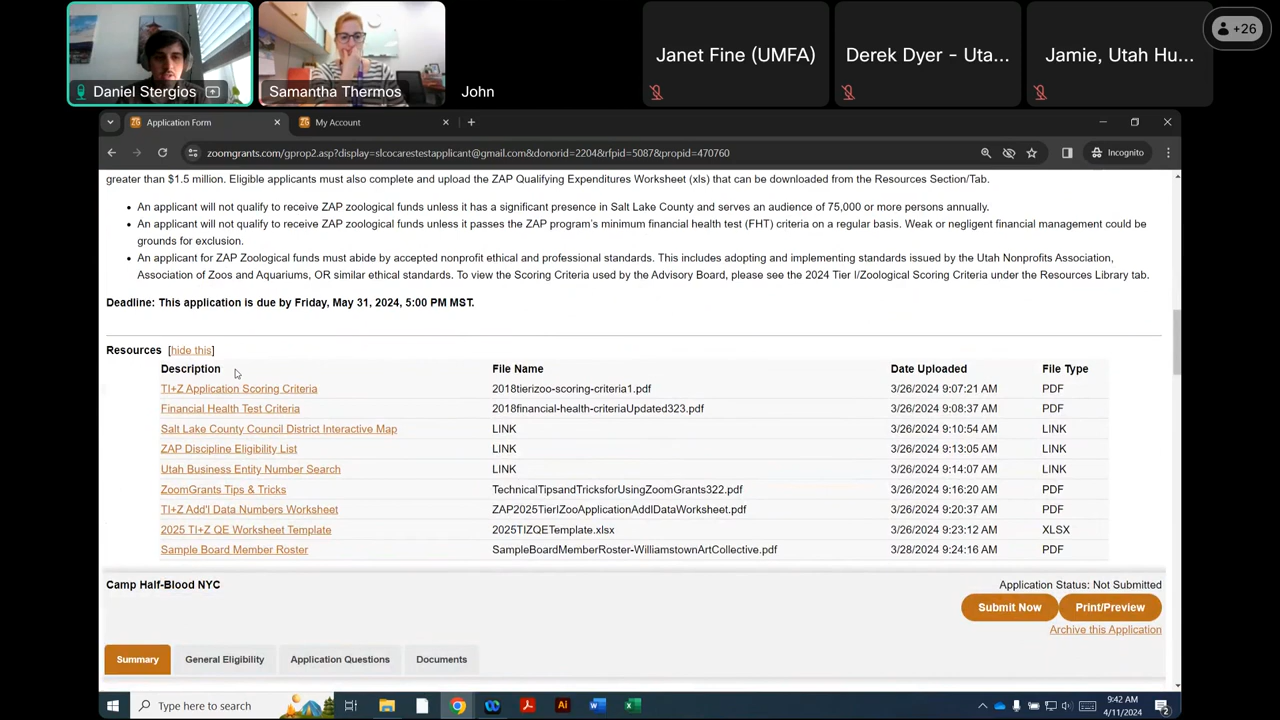 Daniel Stergios
Samantha Thermos
John
Janet Fine (UMFA)
Derek Dyer - Uta...
Jamie, Utah Hu...
+26
Application Form
My Account
zoomgrants.com/gprop2.asp?display=slcocarestestapplicant@gmail.com&donorid=2204&rfpid=5087&propid=470760
Incognito
greater than $1.5 million. Eligible applicants must also complete and upload the ZAP Qualifying Expenditures Worksheet (xls) that can be downloaded from the Resources Section/Tab.
• An applicant will not qualify to receive ZAP zoological funds unless it has a significant presence in Salt Lake County and serves an audience of 75,000 or more persons annually.
• An applicant will not qualify to receive ZAP zoological funds unless it passes the ZAP program's minimum financial health test (FHT) criteria on a regular basis. Weak or negligent financial management could be
grounds for exclusion.
• An applicant for ZAP Zoological funds must abide by accepted nonprofit ethical and professional standards. This includes adopting and implementing standards issued by the Utah Nonprofits Association,
Association of Zoos and Aquariums, OR similar ethical standards. To view the Scoring Criteria used by the Advisory Board, please see the 2024 Tier I/Zoological Scoring Criteria under the Resources Library tab.
Deadline: This application is due by Friday, May 31, 2024, 5:00 PM MST.
Resources [hide this]
Description File Name Date Uploaded File Type
TI+Z Application Scoring Criteria 2018tierizoo-scoring-criteria1.pdf 3/26/2024 9:07:21 AM PDF
Financial Health Test Criteria 2018financial-health-criteriaUpdated323.pdf 3/26/2024 9:08:37 AM PDF
Salt Lake County Council District Interactive Map LINK 3/26/2024 9:10:54 AM LINK
ZAP Discipline Eligibility List LINK 3/26/2024 9:13:05 AM LINK
Utah Business Entity Number Search LINK 3/26/2024 9:14:07 AM LINK
ZoomGrants Tips & Tricks TechnicalTipsandTricksforUsingZoomGrants322.pdf 3/26/2024 9:16:20 AM PDF
TI+Z Add'l Data Numbers Worksheet ZAP2025TierIZooApplicationAddlDataWorksheet.pdf 3/26/2024 9:20:37 AM PDF
2025 TI+Z QE Worksheet Template 2025TIZQETemplate.xlsx 3/26/2024 9:23:12 AM XLSX
Sample Board Member Roster SampleBoardMemberRoster-WilliamstownArtCollective.pdf 3/28/2024 9:24:16 AM PDF
Camp Half-Blood NYC
Application Status: Not Submitted
Submit Now
Print/Preview
Archive this Application
Summary
General Eligibility
Application Questions
Documents
Type here to search
9:42 AM
4/11/2024
2